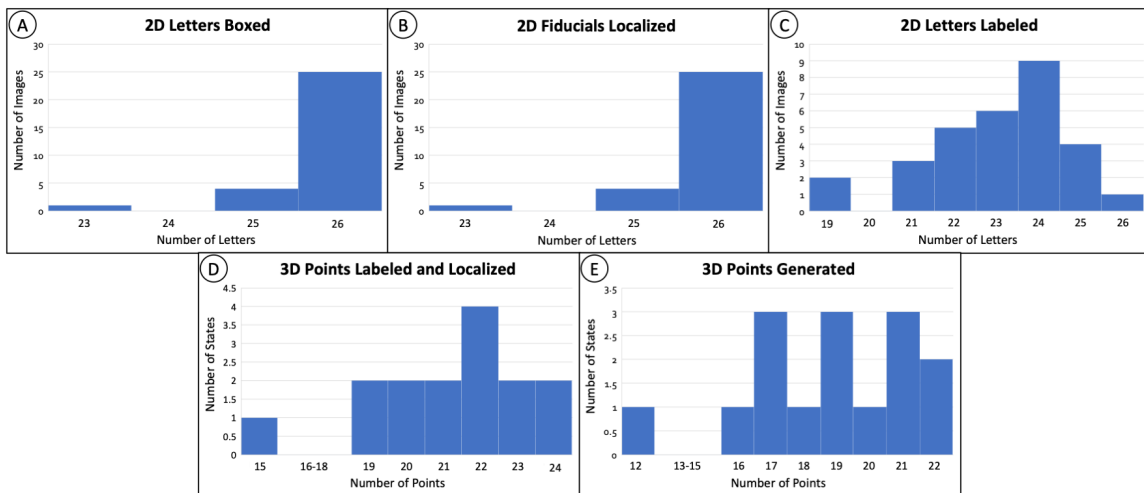 A
2D Letters Boxed
Number of Images
30
25
20
15
10
5
0
23 24 25 26
Number of Letters
B
2D Fiducials Localized
Number of Images
30
25
20
15
10
5
0
23 24 25 26
Number of Letters
C
2D Letters Labeled
Number of Images
10
9
8
7
6
5
4
3
2
1
0
19 20 21 22 23 24 25 26
Number of Letters
D
3D Points Labeled and Localized
Number of States
4.5
4
3.5
3
2.5
2
1.5
1
0.5
0
15 16-18 19 20 21 22 23 24
Number of Points
E
3D Points Generated
Number of States
3.5
3
2.5
2
1.5
1
0.5
0
12 13-15 16 17 18 19 20 21 22
Number of Points